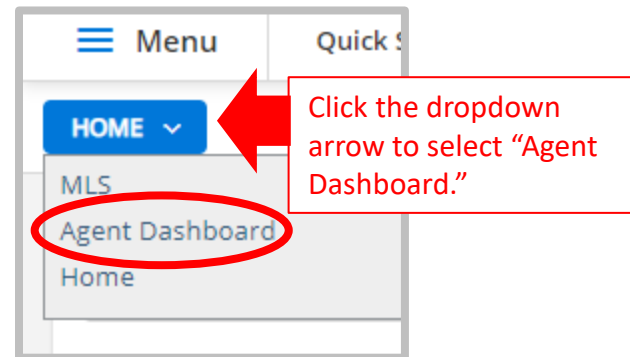 Menu
Quick S
HOME
Click the dropdown
arrow to select “Agent
Dashboard.”
MLS
Agent Dashboard
Home